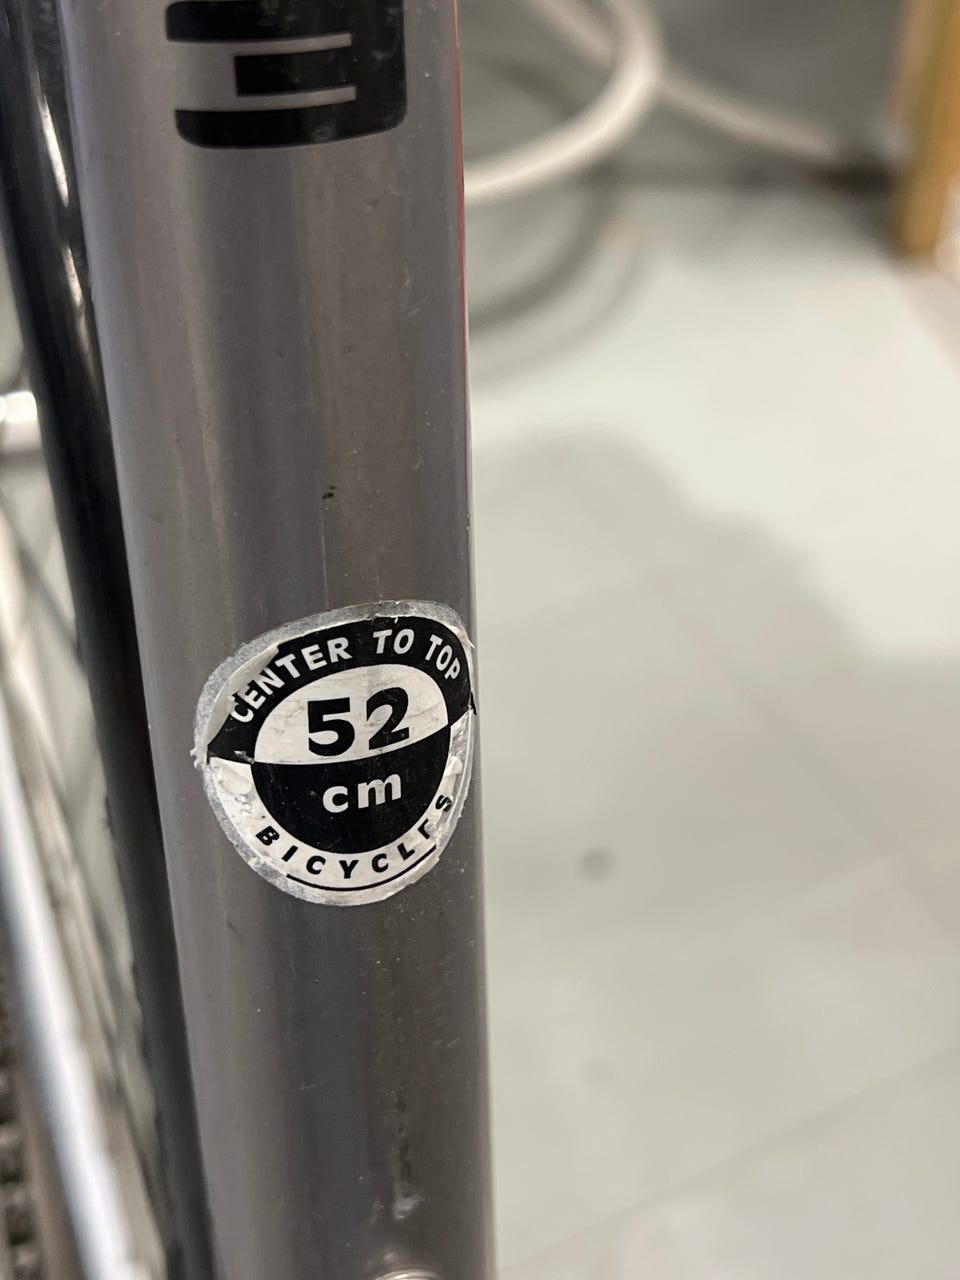 CENTER TO TOP
52
cm
BICYCLES